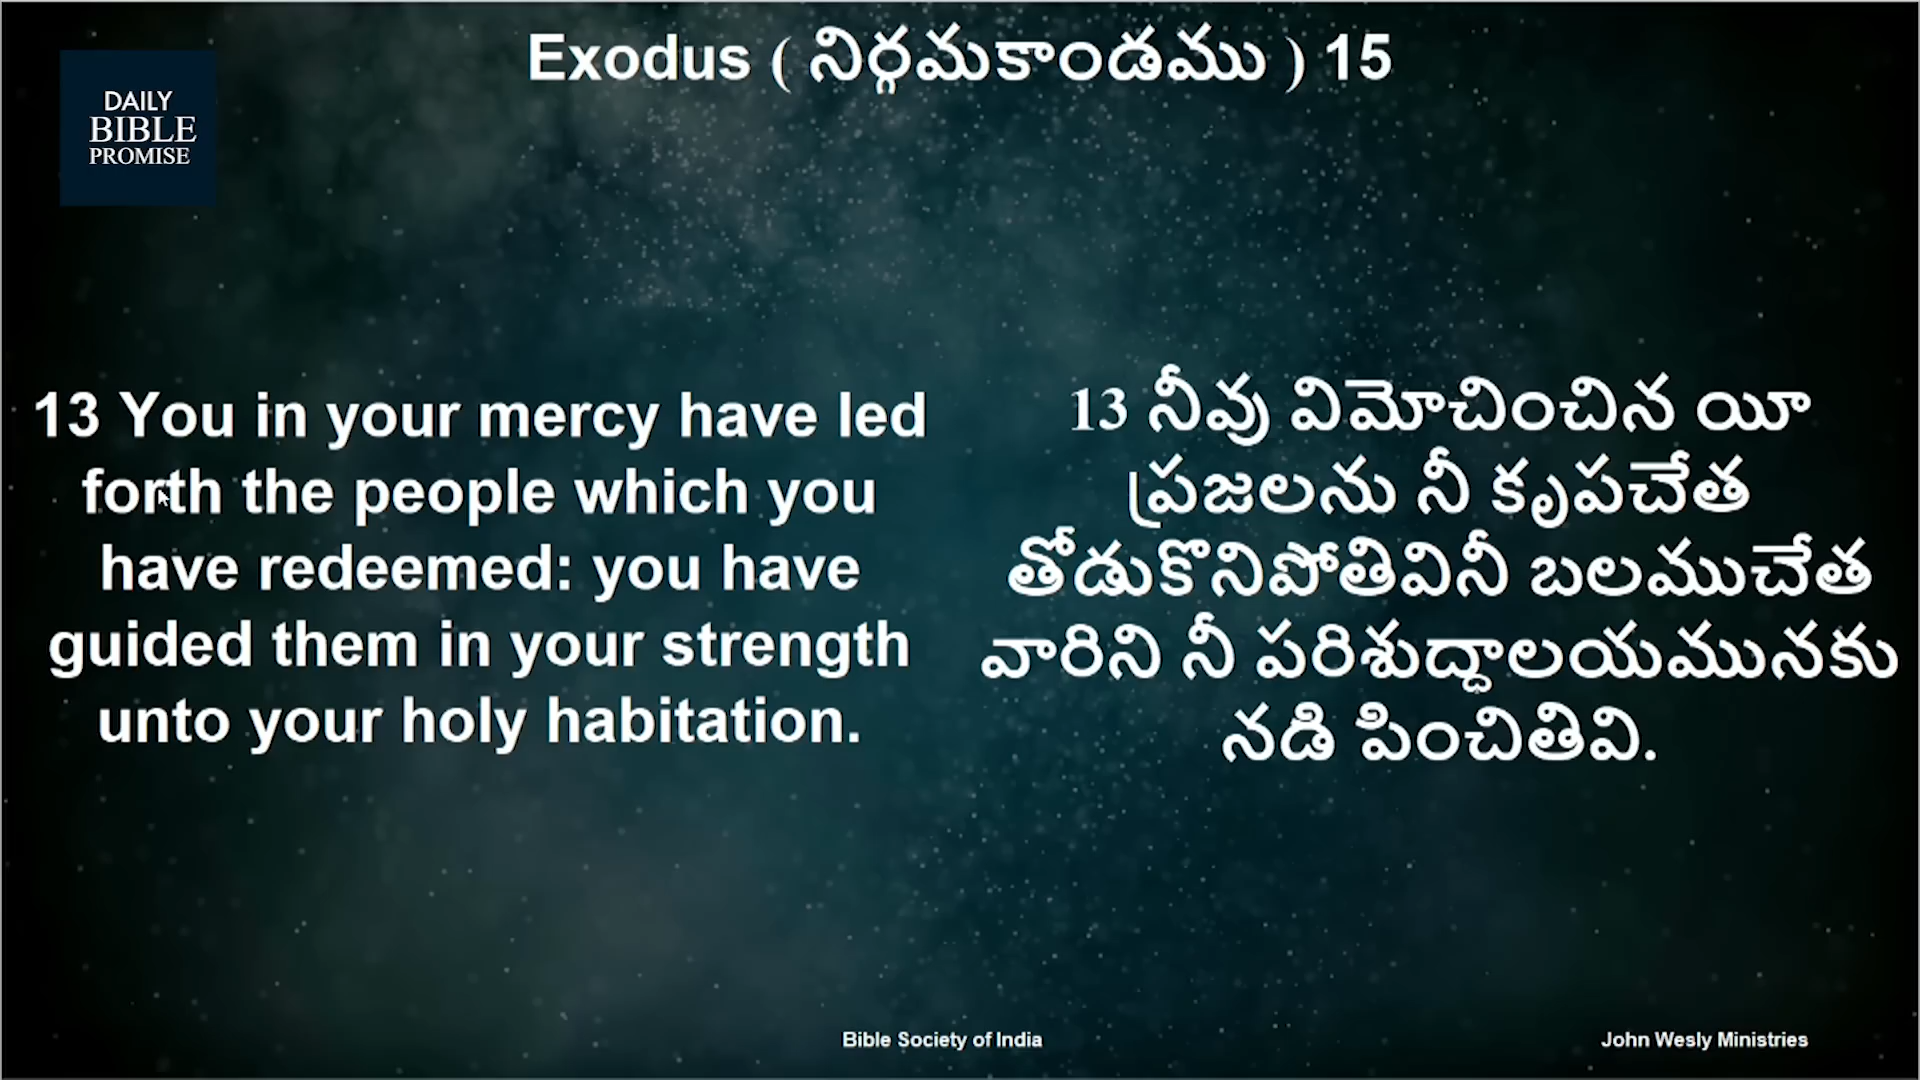 Exodus ( నిర్గమకాండము ) 15
DAILY
BIBLE
PROMISE
13 You in your mercy have led
forth the people which you
have redeemed: you have
guided them in your strength
unto your holy habitation.
13 నీవు విమోచించిన యీ
ప్రజలను నీ కృపచేత
తోడుకొనిపోతివినీ బలముచేత
వారిని నీ పరిశుద్ధాలయమునకు
నడి పించితివి.
Bible Society of India
John Wesly Ministries